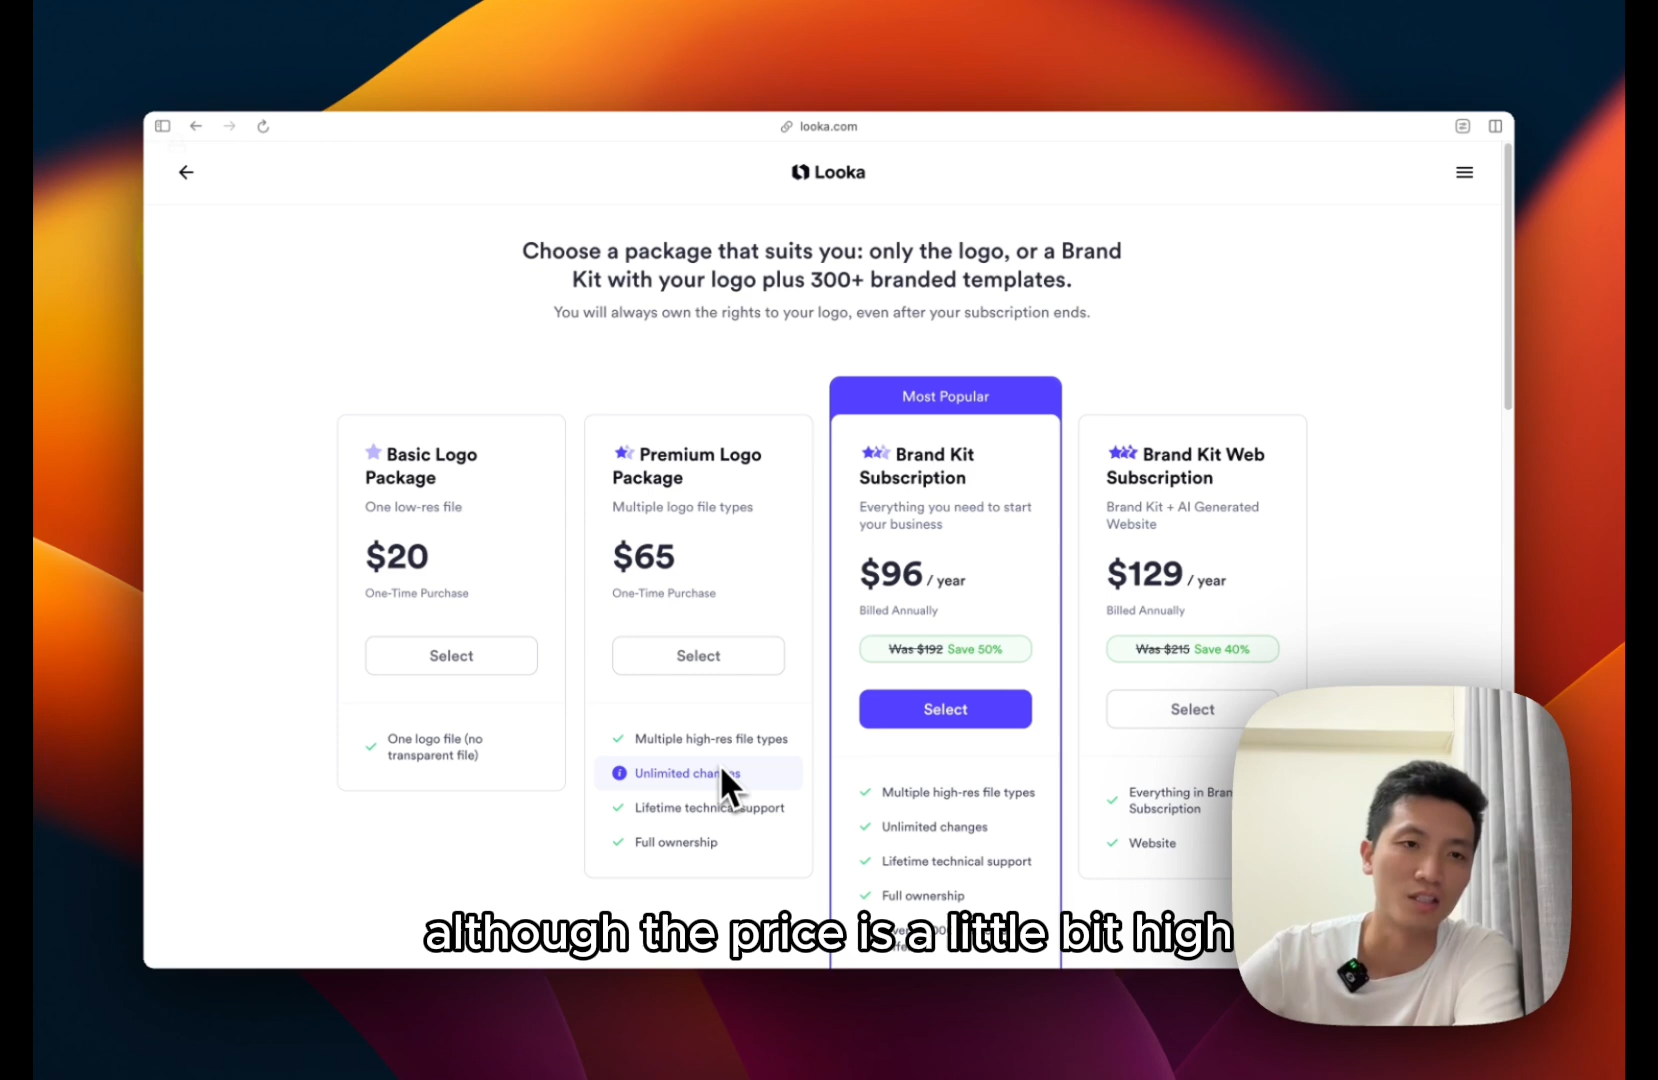 looka.com
Looka
Choose a package that suits you: only the logo, or a Brand
Kit with your logo plus 300+ branded templates.
You will always own the rights to your logo, even after your subscription ends.
Basic Logo
Package
One low-res file
$20
One-Time Purchase
Select
One logo file (no
transparent file)
Premium Logo
Package
Multiple logo file types
$65
One-Time Purchase
Select
Multiple high-res file types
Unlimited changes
Lifetime technical support
Full ownership
Most Popular
Brand Kit
Subscription
Everything you need to start
your business
$96 / year
Billed Annually
Was $192 Save 50%
Select
Multiple high-res file types
Unlimited changes
Lifetime technical support
Full ownership
Brand Kit Web
Subscription
Brand Kit + AI Generated
Website
$129 / year
Billed Annually
Was $215 Save 40%
Select
Everything in
Subscription
Website
although the price is a little bit high